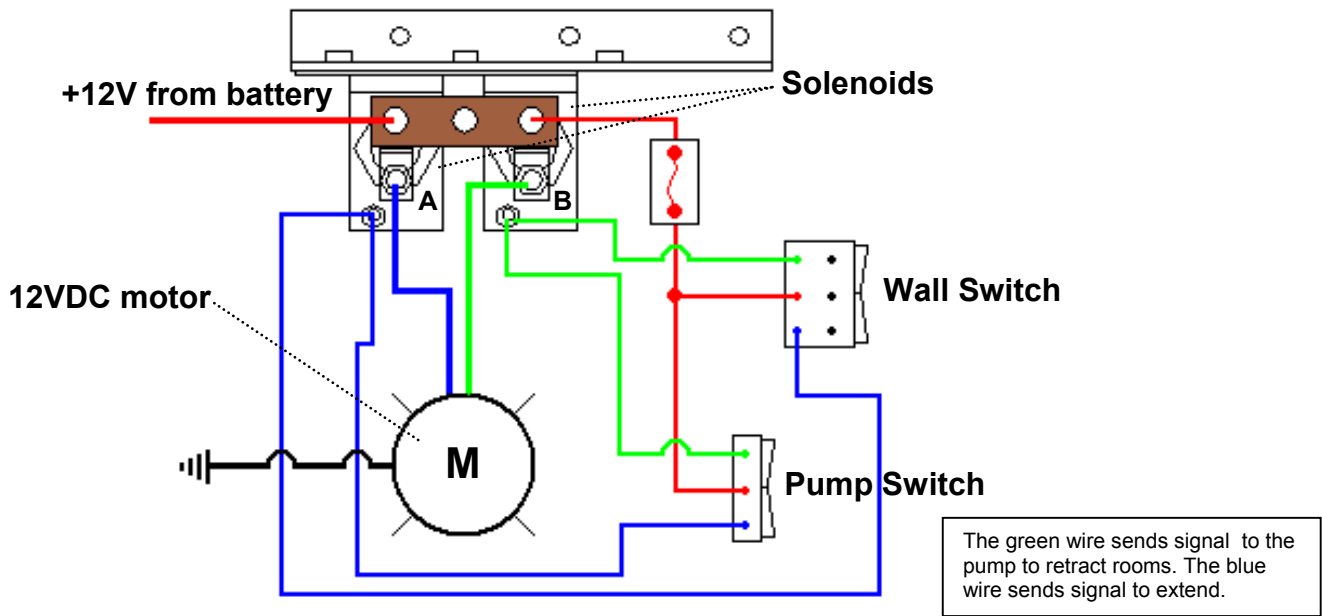 +12V from battery
Solenoids
A
B
12VDC motor
Wall Switch
M
Pump Switch
The green wire sends signal to the
pump to retract rooms. The blue
wire sends signal to extend.